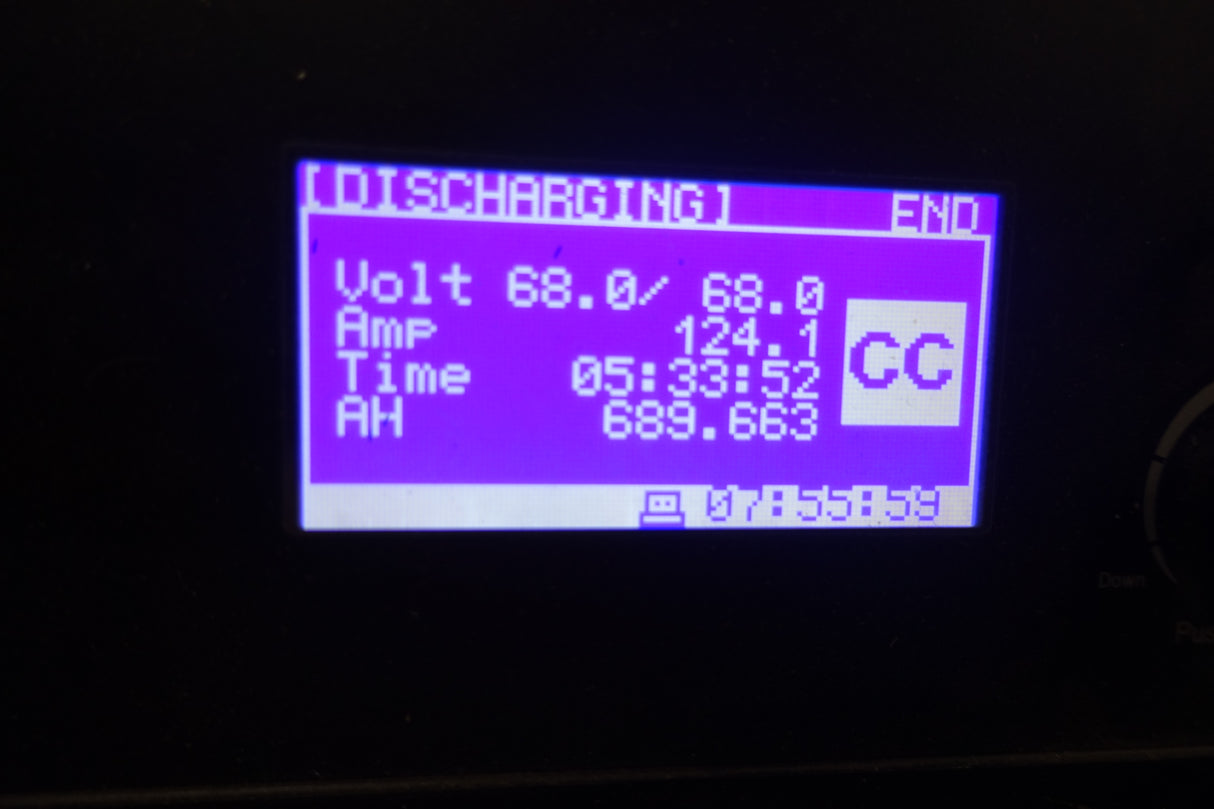 [DISCHARGING] END
Volt 68.0/ 68.0
Amp 124.1
Time 05:33:52
AH 689.663
CC
07:55:59
Down